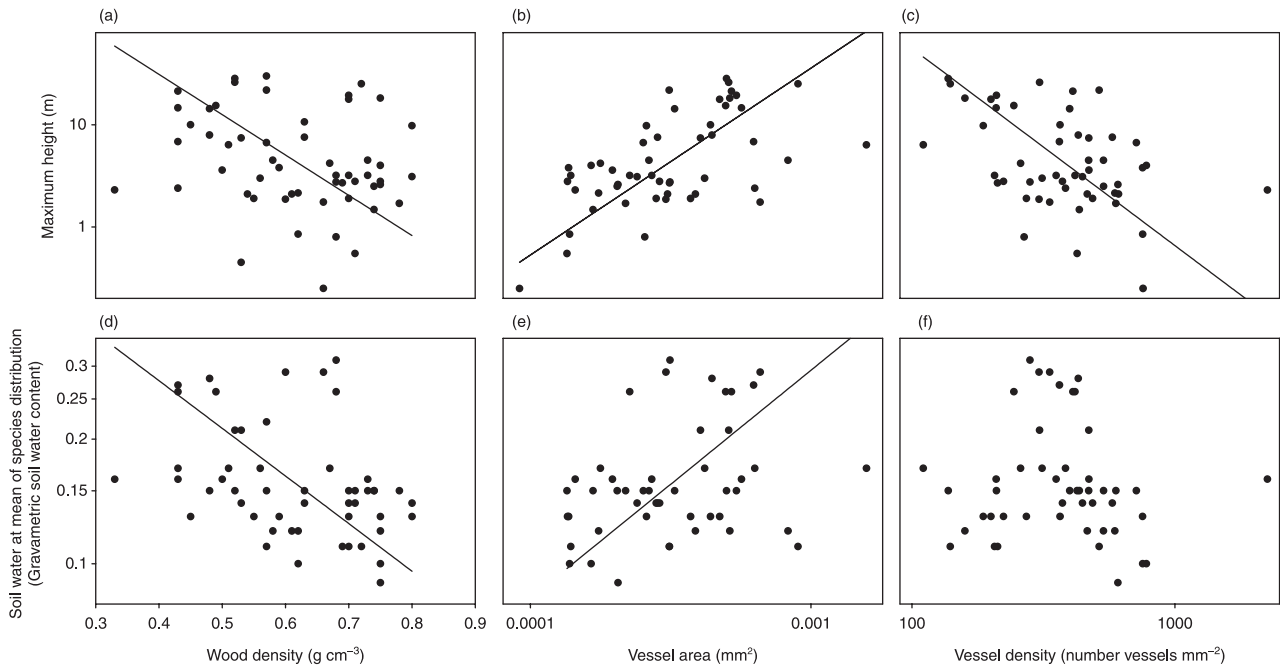 (a)
(b)
(c)
Maximum height (m)
10
1
(d)
(e)
(f)
Soil water at mean of species distribution
(Gravametric soil water content)
0.3
0.25
0.2
0.15
0.1
0.3 0.4 0.5 0.6 0.7 0.8 0.9
0.0001 0.001
100 1000
Wood density (g cm⁻³)
Vessel area (mm²)
Vessel density (number vessels mm⁻²)